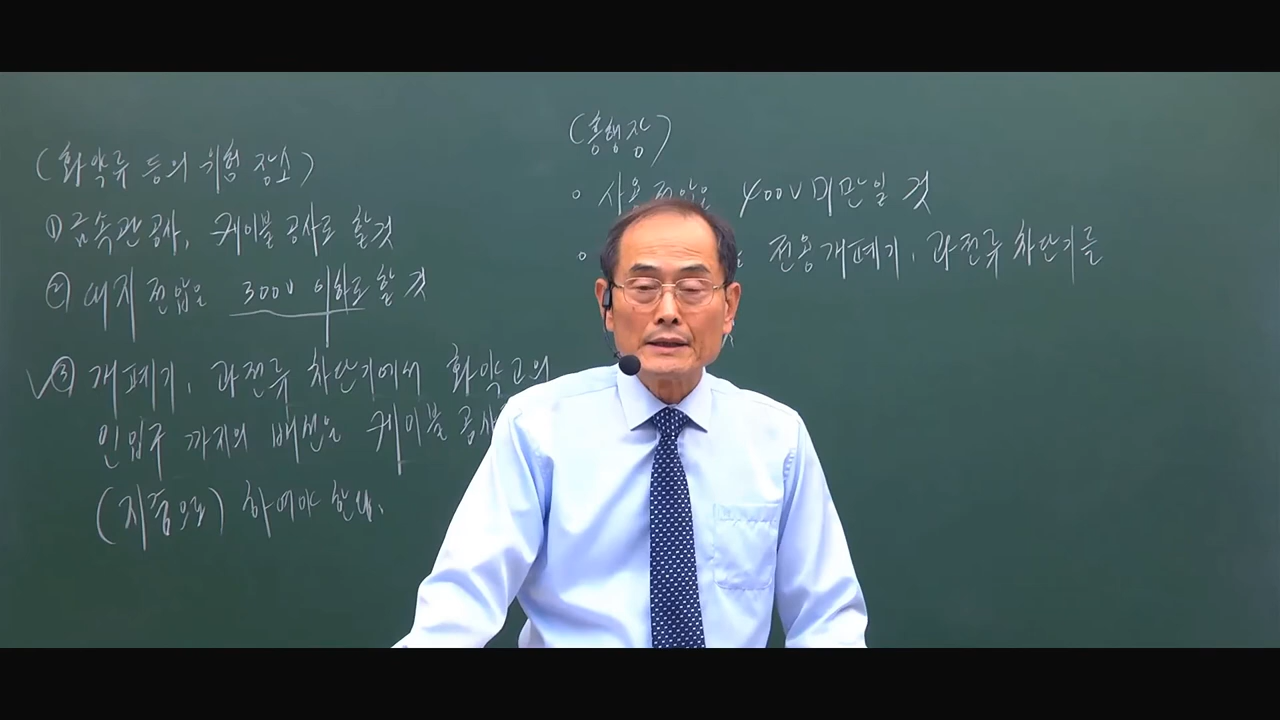 (화약류 등의 위험 장소)
① 금속관 공사, 케이블 공사로 할 것
② 대지 전압은 300V 이하로 할 것
③ 개폐기, 과전류 차단기에서 화약고의
인입구 까지의 배선은 케이블 공사
(지중으로) 하여야 한다.
(흥행장)
○ 사용 전압은 400V 미만일 것
○ 전용 개폐기, 과전류 차단기를